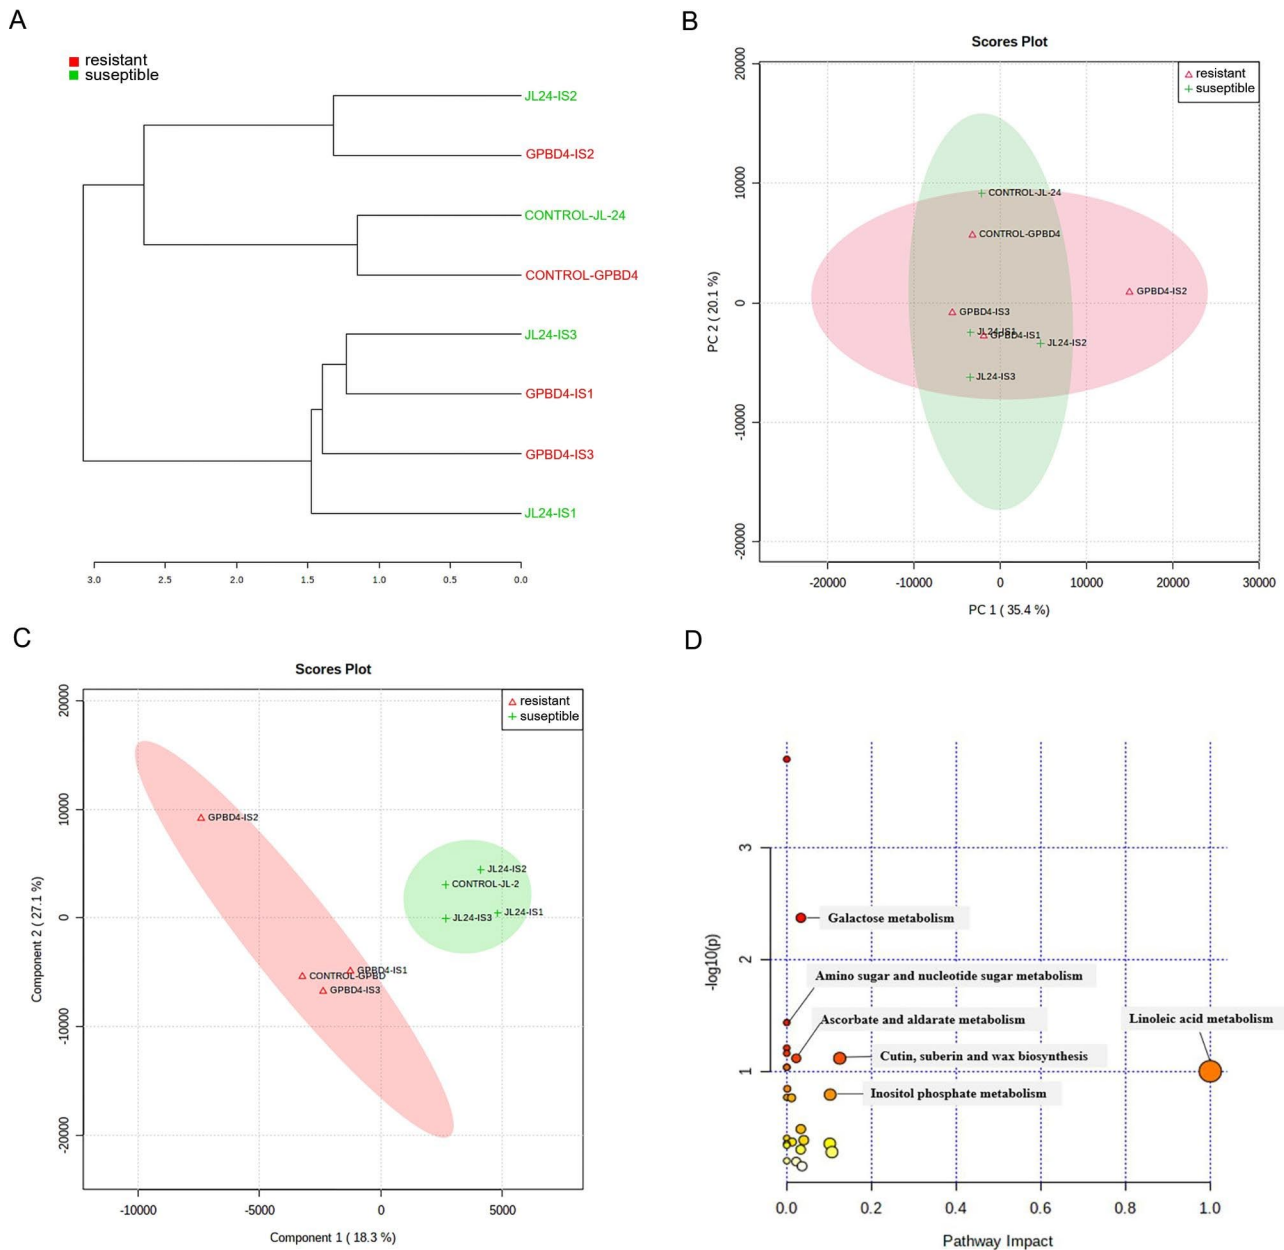 A
resistant
suseptible
JL24-IS2
GPBD4-IS2
CONTROL-JL-24
CONTROL-GPBD4
JL24-IS3
GPBD4-IS1
GPBD4-IS3
JL24-IS1
3.0 2.5 2.0 1.5 1.0 0.5 0.0
B
Scores Plot
resistant
suseptible
20000
10000
0
-10000
-20000
PC 2 ( 20.1 %)
CONTROL-JL-24
CONTROL-GPBD4
GPBD4-IS2
GPBD4-IS3
JL24-IS1
GPBD4-IS1
JL24-IS2
JL24-IS3
-20000 -10000 0 10000 20000 30000
PC 1 ( 35.4 %)
C
Scores Plot
resistant
suseptible
20000
10000
0
-10000
-20000
Component 2 ( 27.1 %)
GPBD4-IS2
JL24-IS2
CONTROL-JL-2
JL24-IS1
JL24-IS3
GPBD4-IS1
CONTROL-GPBD
GPBD4-IS3
-10000 -5000 0 5000
Component 1 ( 18.3 %)
D
3
2
1
-log10(p)
Galactose metabolism
Amino sugar and nucleotide sugar metabolism
Ascorbate and aldarate metabolism
Linoleic acid metabolism
Cutin, suberin and wax biosynthesis
Inositol phosphate metabolism
0.0 0.2 0.4 0.6 0.8 1.0
Pathway Impact